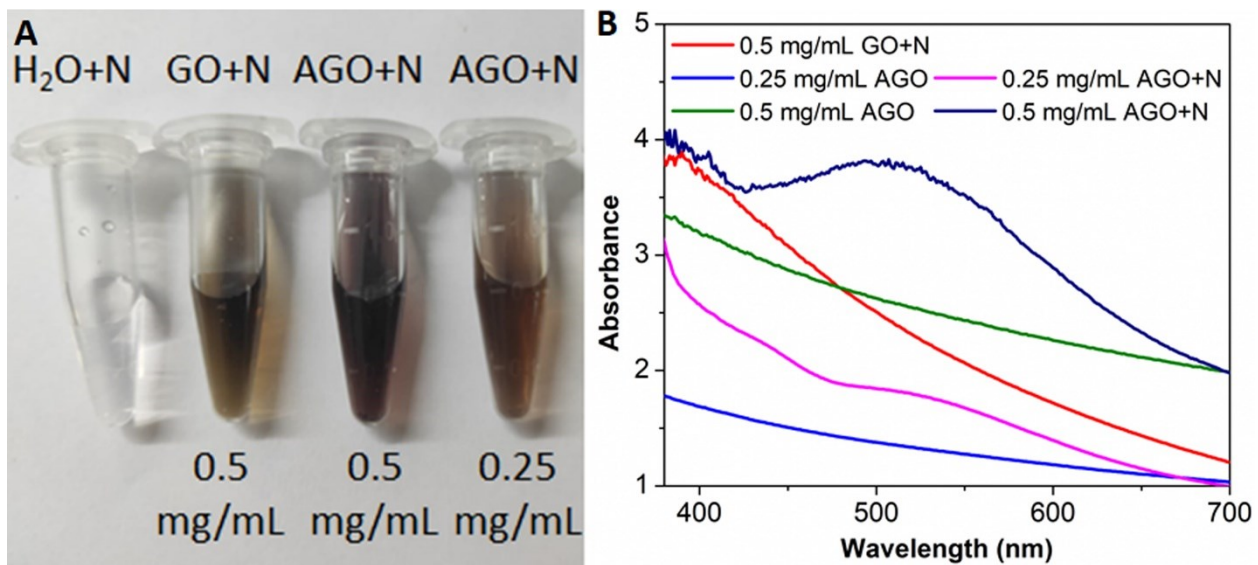 A
H₂O+N GO+N AGO+N AGO+N
0.5 0.5 0.25
mg/mL mg/mL mg/mL
B
5
4
3
2
1
Absorbance
0.5 mg/mL GO+N
0.25 mg/mL AGO 0.25 mg/mL AGO+N
0.5 mg/mL AGO 0.5 mg/mL AGO+N
400 500 600 700
Wavelength (nm)